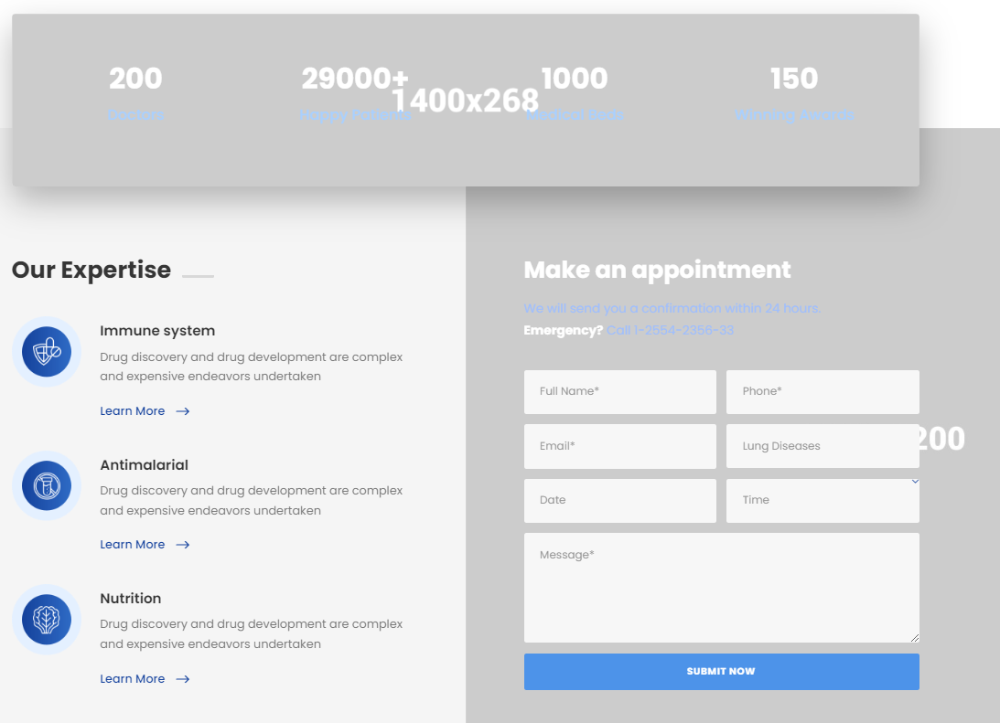 200
29000+
1000
150
1400x268
Doctors
Happy Patients
Medical Beds
Winning Awards
Our Expertise
Immune system
Drug discovery and drug development are complex
and expensive endeavors undertaken
Learn More
Antimalarial
Drug discovery and drug development are complex
and expensive endeavors undertaken
Learn More
Nutrition
Drug discovery and drug development are complex
and expensive endeavors undertaken
Learn More
Make an appointment
We will send you a confirmation within 24 hours.
Emergency? Call 1-2554-2356-33
Full Name*
Phone*
Email*
Lung Diseases
200
Date
Time
Message*
SUBMIT NOW